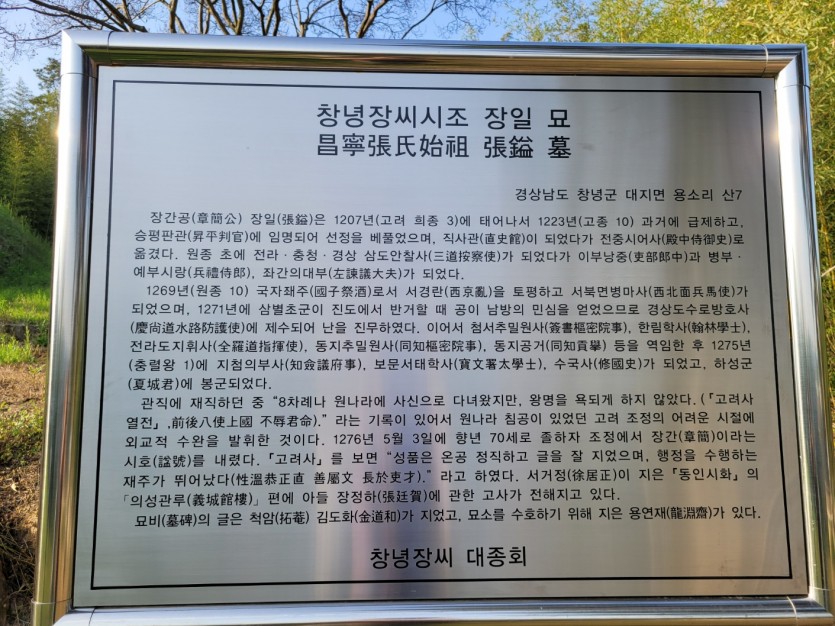 창녕장씨시조 장일 묘
昌寧張氏始祖 張鎰 墓
경상남도 창녕군 대지면 용소리 산7
장간공(章簡公) 장일(張鎰)은 1207년(고려 희종 3)에 태어나서 1223년(고종 10) 과거에 급제하고,
승평판관(昇平判官)에 임명되어 선정을 베풀었으며, 직사관(直史館)이 되었다가 전중시어사(殿中侍御史)로
옮겼다. 원종 초에 전라·충청·경상 삼도안찰사(三道按察使)가 되었다가 이부낭중(吏部郎中)과 병부·
예부시랑(兵禮侍郎), 좌간의대부(左諫議大夫)가 되었다.
1269년(원종 10) 국자좨주(國子祭酒)로서 서경란(西京亂)을 토평하고 서북면병마사(西北面兵馬使)가
되었으며, 1271년에 삼별초군이 진도에서 반거할 때 공이 남방의 민심을 얻었으므로 경상도수로방호사
(慶尙道水路防護使)에 제수되어 난을 진무하였다. 이어서 첨서추밀원사(簽書樞密院事), 한림학사(翰林學士),
전라도지휘사(全羅道指揮使), 동지추밀원사(同知樞密院事), 동지공거(同知貢擧) 등을 역임한 후 1275년
(충렬왕 1)에 지첨의부사(知僉議府事), 보문서태학사(寶文署太學士), 수국사(修國史)가 되었고, 하성군
(夏城君)에 봉군되었다.
관직에 재직하던 중 “8차례나 원나라에 사신으로 다녀왔지만, 왕명을 욕되게 하지 않았다.(「고려사
열전」,前後八使上國 不辱君命).”라는 기록이 있어서 원나라 침공이 있었던 고려 조정의 어려운 시절에
외교적 수완을 발휘한 것이다. 1276년 5월 3일에 향년 70세로 졸하자 조정에서 장간(章簡)이라는
시호(諡號)를 내렸다. 「고려사」를 보면 “성품은 온공 정직하고 글을 잘 지었으며, 행정을 수행하는
재주가 뛰어났다(性溫恭正直 善屬文 長於吏才).”라고 하였다. 서거정(徐居正)이 지은 「동인시화」의
「의성관루(義城館樓)」편에 아들 장정하(張廷賀)에 관한 고사가 전해지고 있다.
묘비(墓碑)의 글은 척암(拓菴) 김도화(金道和)가 지었고, 묘소를 수호하기 위해 지은 용연재(龍淵齋)가 있다.
창녕장씨 대종회